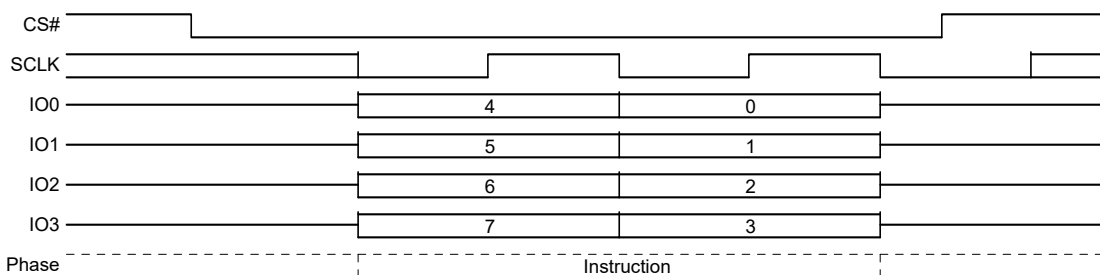 CS#
SCLK
IO0 4 0
IO1 5 1
IO2 6 2
IO3 7 3
Phase Instruction